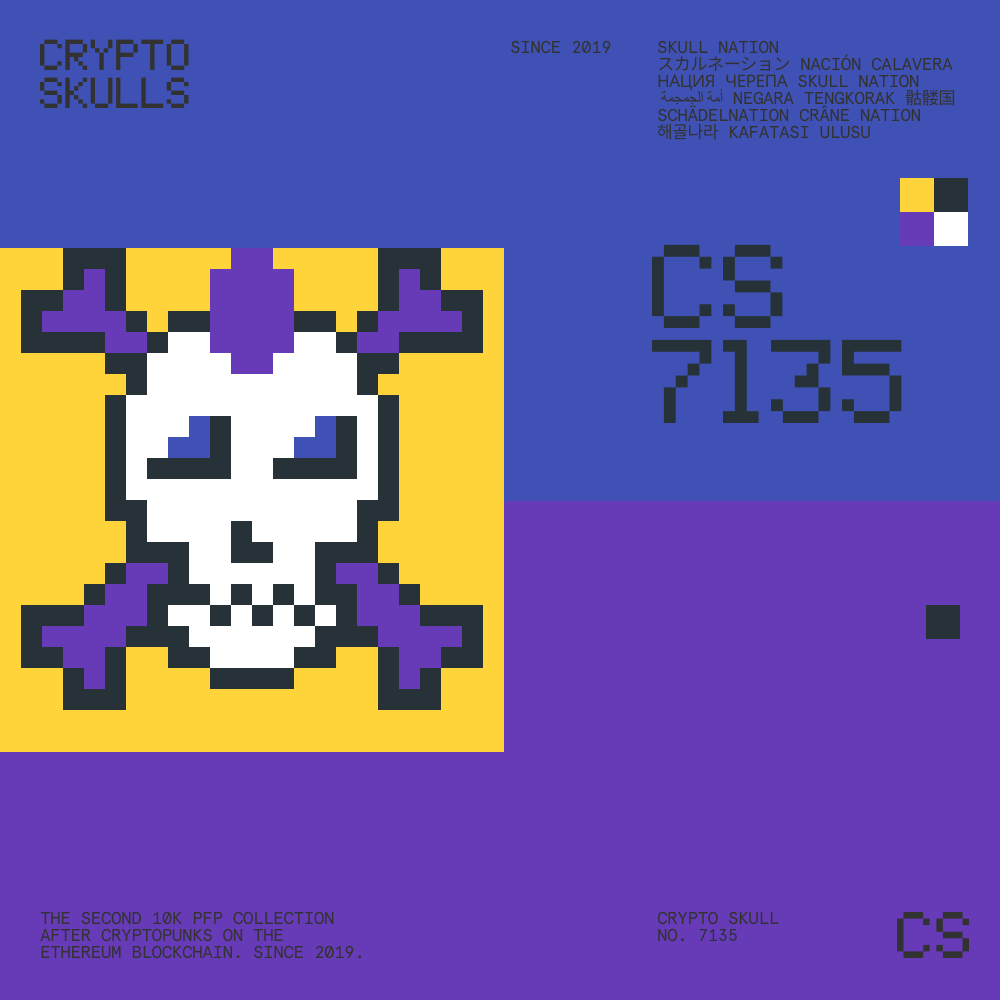 CRYPTO
SKULLS
SINCE 2019
SKULL NATION
スカルネーション NACIÓN CALAVERA
НАЦИЯ ЧЕРЕПА SKULL NATION
أمة الجمجمة NEGARA TENGKORAK 骷髅国
SCHÄDELNATION CRÂNE NATION
해골나라 KAFATASI ULUSU
CS
7135
THE SECOND 10K PFP COLLECTION
AFTER CRYPTOPUNKS ON THE
ETHEREUM BLOCKCHAIN. SINCE 2019.
CRYPTO SKULL
NO. 7135
CS